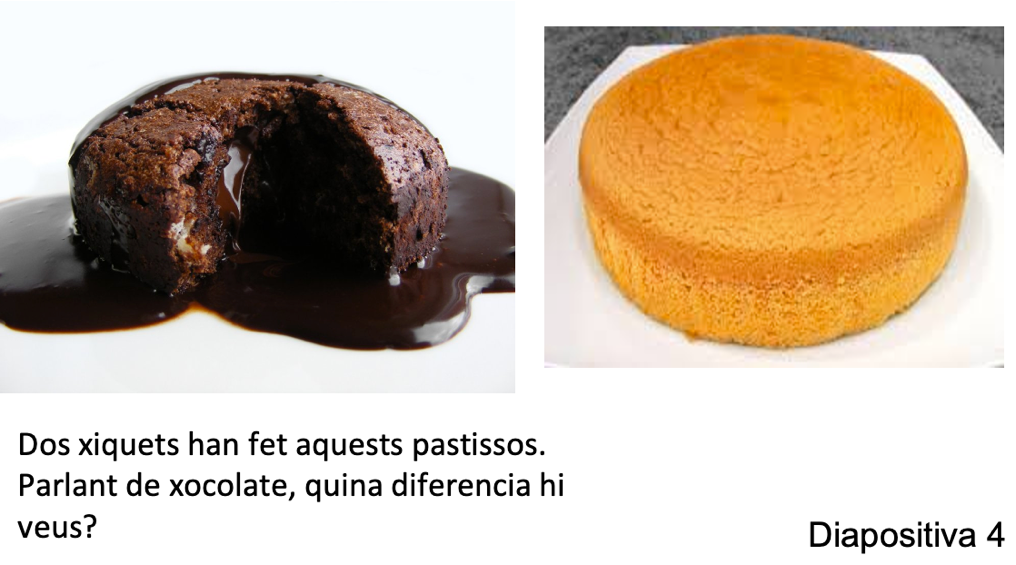 Dos xiquets han fet aquests pastissos.
Parlant de xocolate, quina diferencia hi
veus?
Diapositiva 4